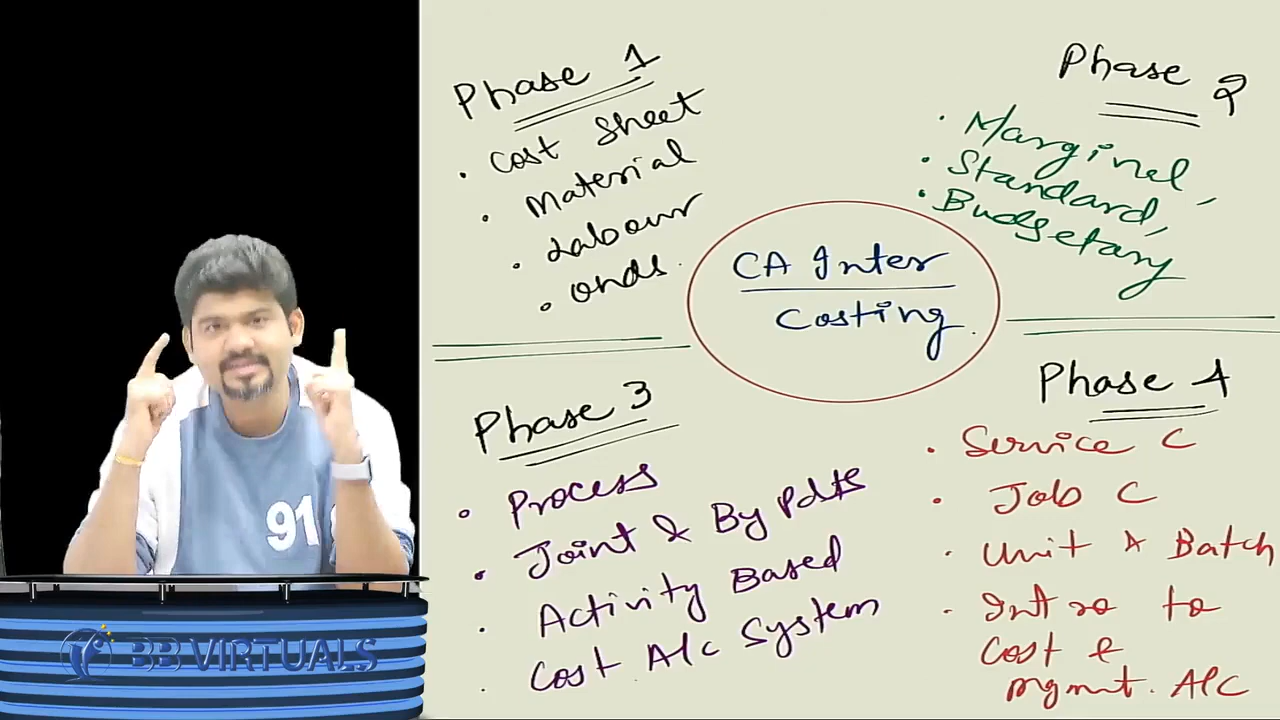 Phase 1
Cost Sheet
Material
Labour
OHds.
Phase 2
Marginal,
Standard,
Budgetary
CA Inter
Costing.
Phase 3
Process
Joint & By Pdts
Activity Based
Cost A/c System
Phase 4
Service C
Job C
Unit & Batch
Intro to
Cost &
Mgmt. A/C
91
BB VIRTUALS